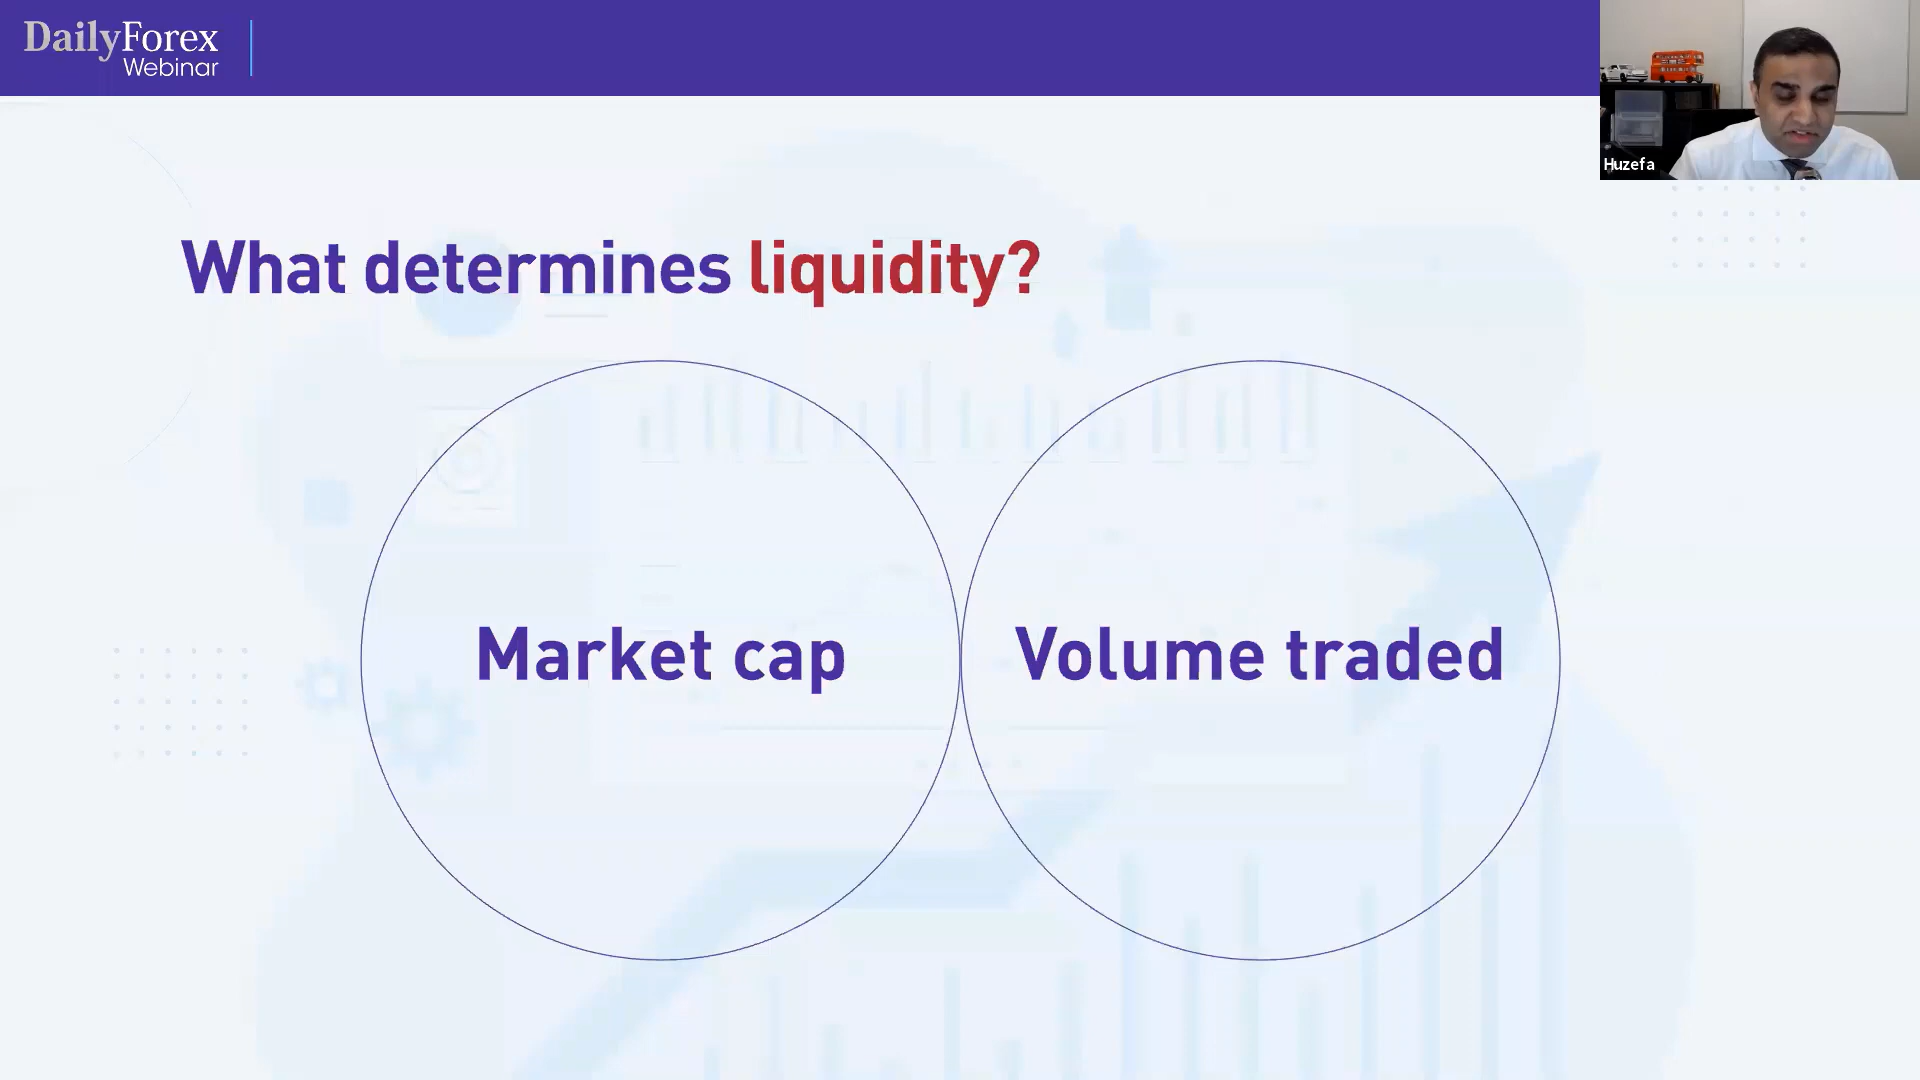 DailyForex
Webinar
Huzefa
What determines liquidity?
Market cap
Volume traded